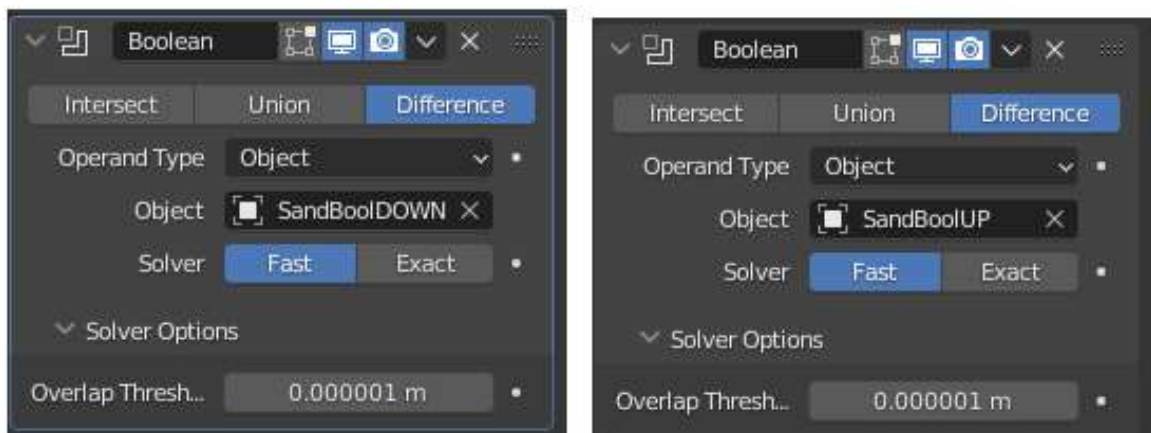 Boolean
Intersect Union Difference
Operand Type Object
Object SandBoolDOWN
Solver Fast Exact
Solver Options
Overlap Thresh... 0.000001 m
Boolean
Intersect Union Difference
Operand Type Object
Object SandBoolUP
Solver Fast Exact
Solver Options
Overlap Thresh... 0.000001 m